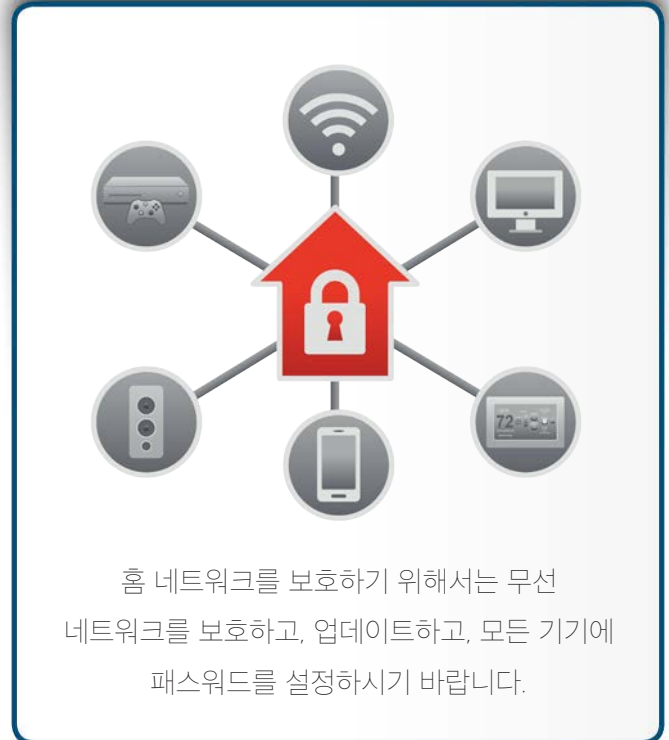 72
홈 네트워크를 보호하기 위해서는 무선
네트워크를 보호하고, 업데이트하고, 모든 기기에
패스워드를 설정하시기 바랍니다.